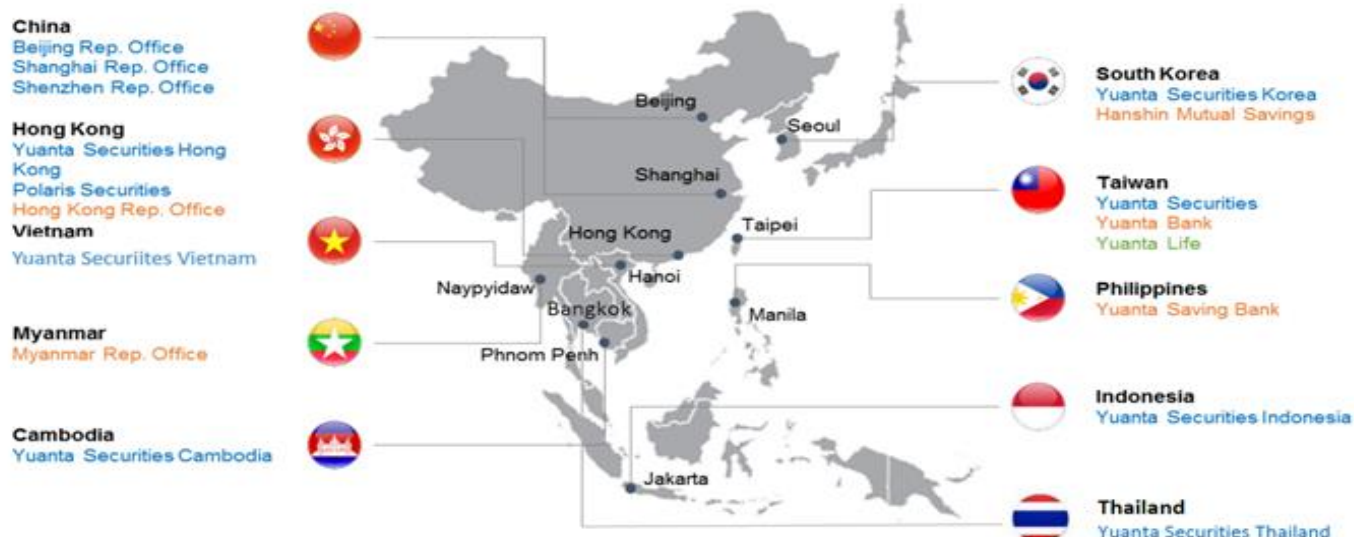 China
Beijing Rep. Office
Shanghai Rep. Office
Shenzhen Rep. Office
Hong Kong
Yuanta Securities Hong
Kong
Polaris Securities
Hong Kong Rep. Office
Vietnam
Yuanta Securiites Vietnam
Myanmar
Myanmar Rep. Office
Cambodia
Yuanta Securities Cambodia
Beijing
Seoul
Shanghai
Taipei
Hong Kong
Hanoi
Naypyidaw
Bangkok
Manila
Phnom Penh
Jakarta
South Korea
Yuanta Securities Korea
Hanshin Mutual Savings
Taiwan
Yuanta Securities
Yuanta Bank
Yuanta Life
Philippines
Yuanta Saving Bank
Indonesia
Yuanta Securities Indonesia
Thailand
Yuanta Securities Thailand